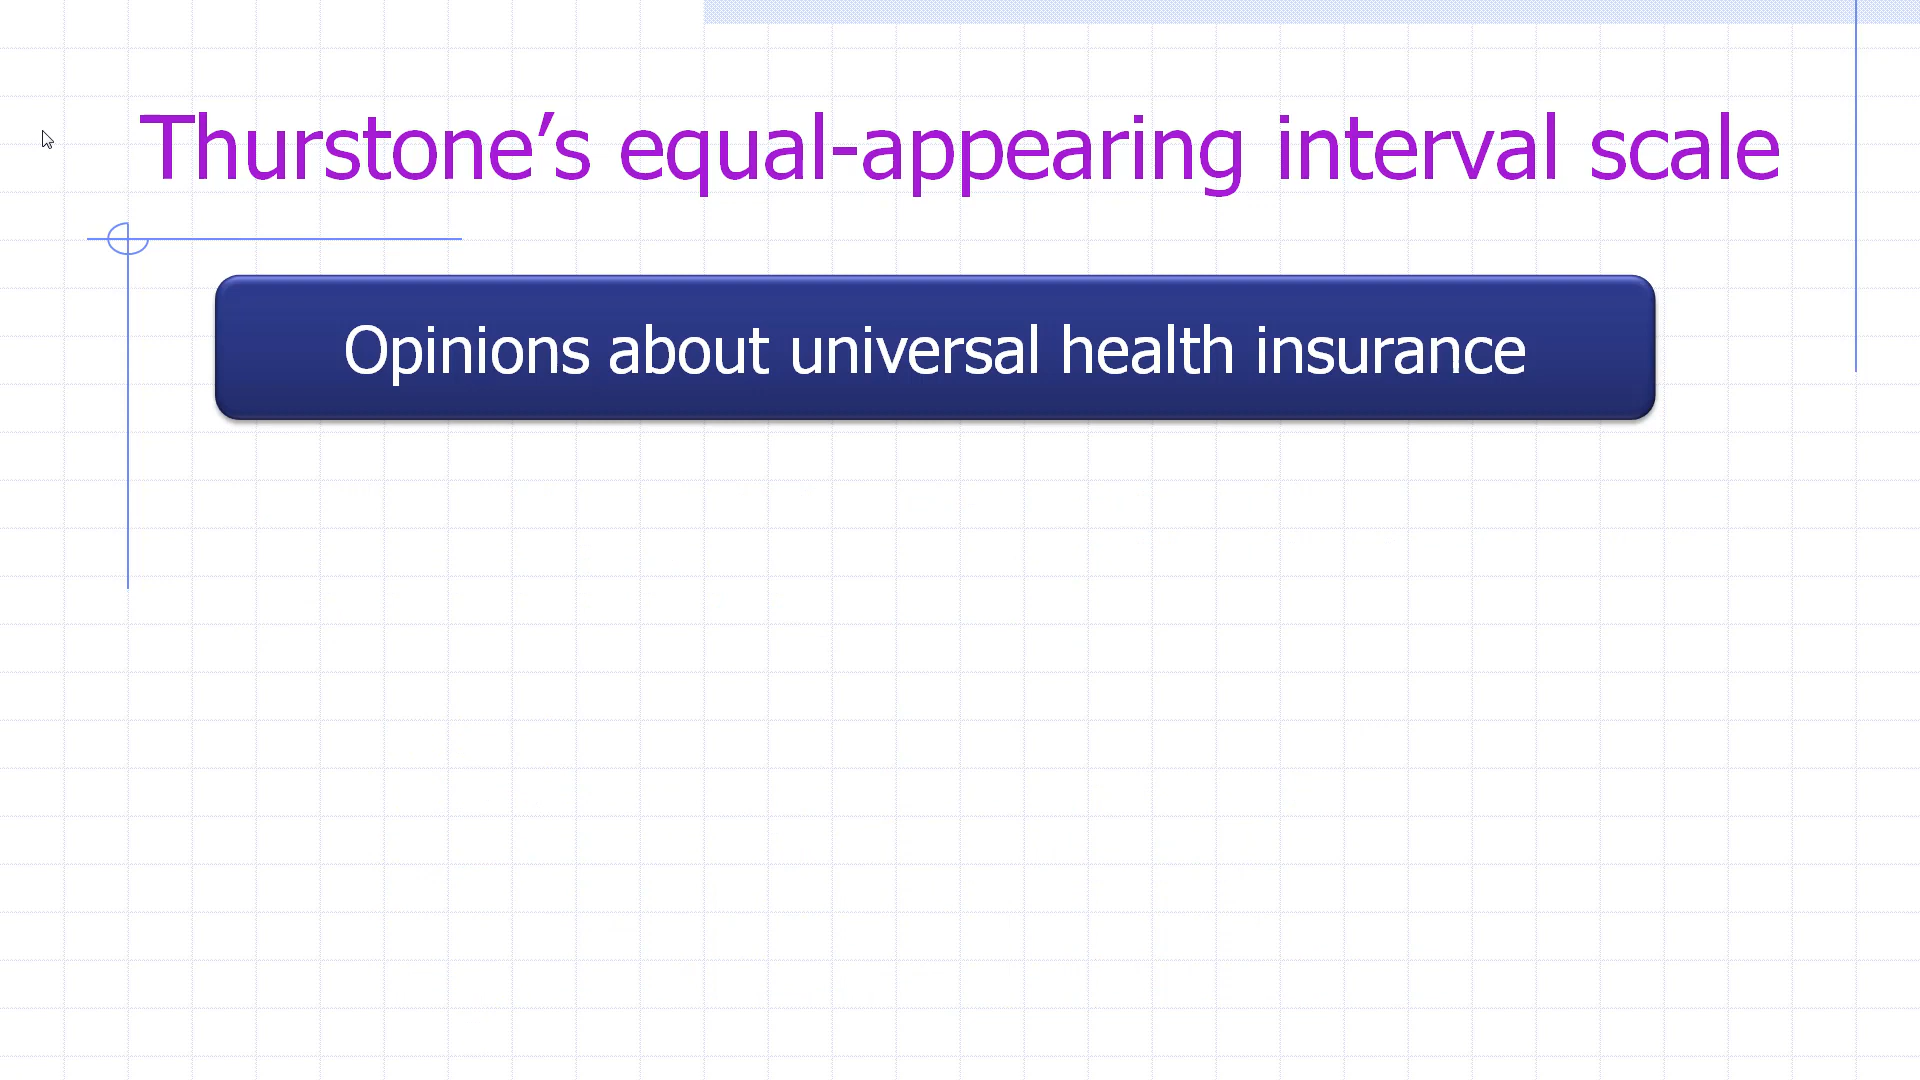 Thurstone’s equal-appearing interval scale
Opinions about universal health insurance